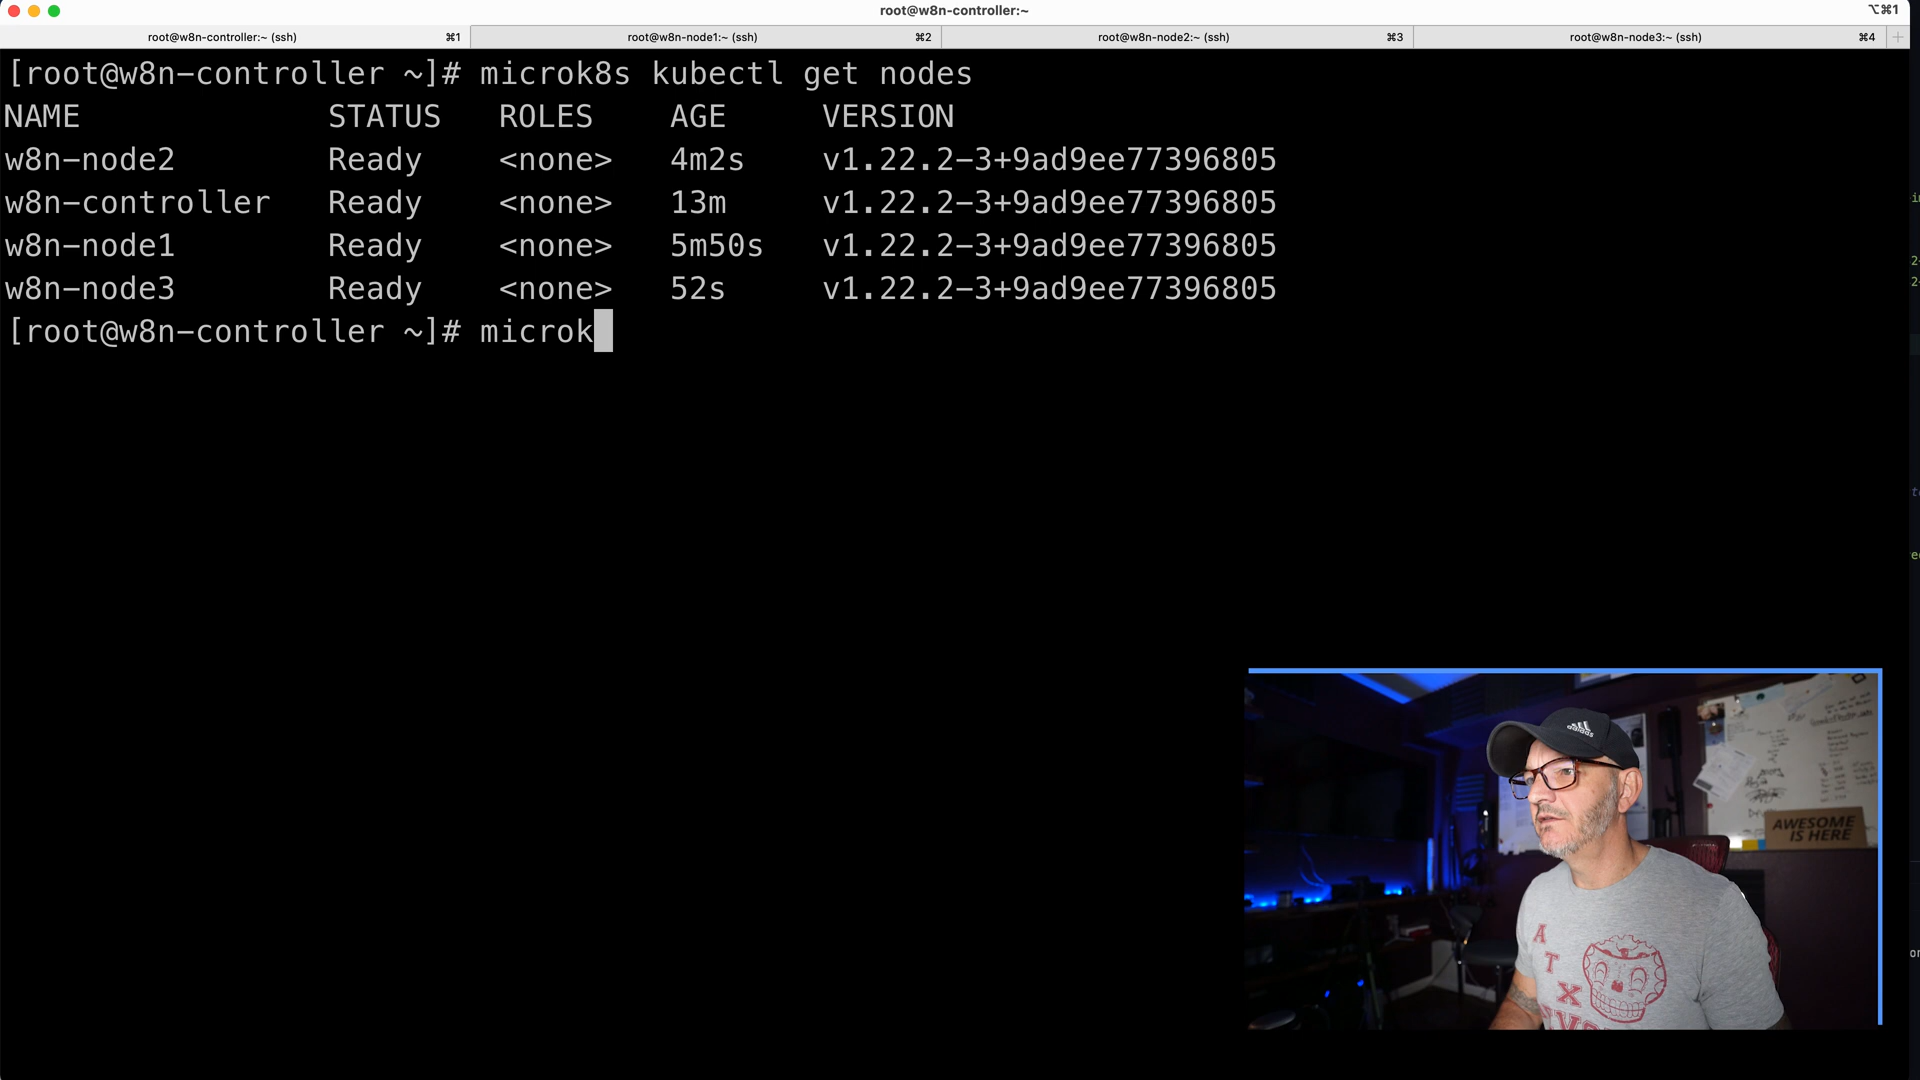 root@w8n-controller:~
⌥⌘1
root@w8n-controller:~ (ssh) ⌘1 root@w8n-node1:~ (ssh) ⌘2 root@w8n-node2:~ (ssh) ⌘3 root@w8n-node3:~ (ssh) ⌘4 +
[root@w8n-controller ~]# microk8s kubectl get nodes
NAME STATUS ROLES AGE VERSION
w8n-node2 Ready <none> 4m2s v1.22.2-3+9ad9ee77396805
w8n-controller Ready <none> 13m v1.22.2-3+9ad9ee77396805
w8n-node1 Ready <none> 5m50s v1.22.2-3+9ad9ee77396805
w8n-node3 Ready <none> 52s v1.22.2-3+9ad9ee77396805
[root@w8n-controller ~]# microk
adidas
AWESOME
IS HERE
A
T
X